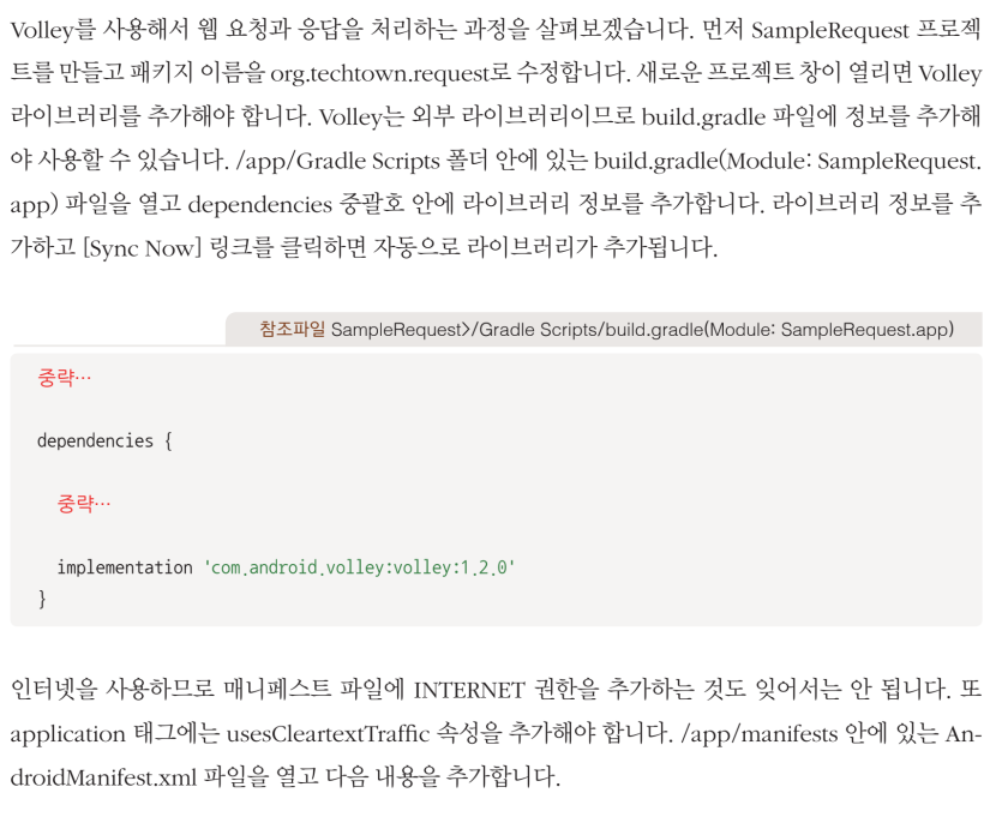 Volley를 사용해서 웹 요청과 응답을 처리하는 과정을 살펴보겠습니다. 먼저 SampleRequest 프로젝
트를 만들고 패키지 이름을 org.techtown.request로 수정합니다. 새로운 프로젝트 창이 열리면 Volley
라이브러리를 추가해야 합니다. Volley는 외부 라이브러리이므로 build.gradle 파일에 정보를 추가해
야 사용할 수 있습니다. /app/Gradle Scripts 폴더 안에 있는 build.gradle(Module: SampleRequest.
app) 파일을 열고 dependencies 중괄호 안에 라이브러리 정보를 추가합니다. 라이브러리 정보를 추
가하고 [Sync Now] 링크를 클릭하면 자동으로 라이브러리가 추가됩니다.
참조파일 SampleRequest>/Gradle Scripts/build.gradle(Module: SampleRequest.app)
중략…
dependencies {
중략…
implementation 'com.android.volley:volley:1.2.0'
}
인터넷을 사용하므로 매니페스트 파일에 INTERNET 권한을 추가하는 것도 잊어서는 안 됩니다. 또
application 태그에는 usesCleartextTraffic 속성을 추가해야 합니다. /app/manifests 안에 있는 An-
droidManifest.xml 파일을 열고 다음 내용을 추가합니다.